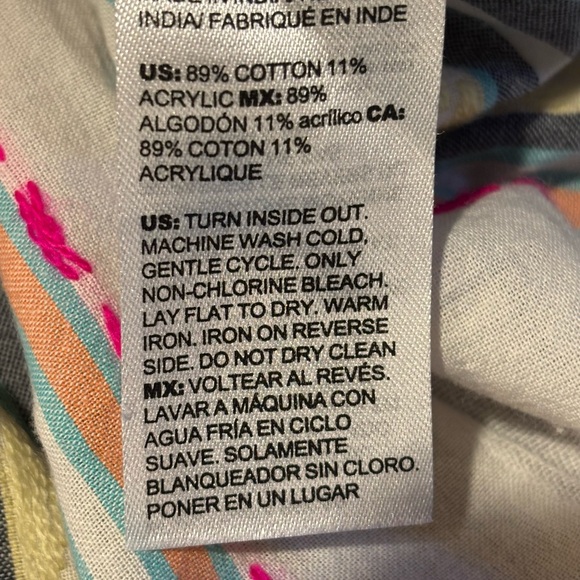 INDIA/ FABRIQUÉ EN INDE
US: 89% COTTON 11%
ACRYLIC MX: 89%
ALGODÓN 11% acrílico CA:
89% COTON 11%
ACRYLIQUE
US: TURN INSIDE OUT.
MACHINE WASH COLD,
GENTLE CYCLE. ONLY
NON-CHLORINE BLEACH.
LAY FLAT TO DRY. WARM
IRON. IRON ON REVERSE
SIDE. DO NOT DRY CLEAN
MX: VOLTEAR AL REVÉS.
LAVAR A MÁQUINA CON
AGUA FRÍA EN CICLO
SUAVE. SOLAMENTE
BLANQUEADOR SIN CLORO.
PONER EN UN LUGAR